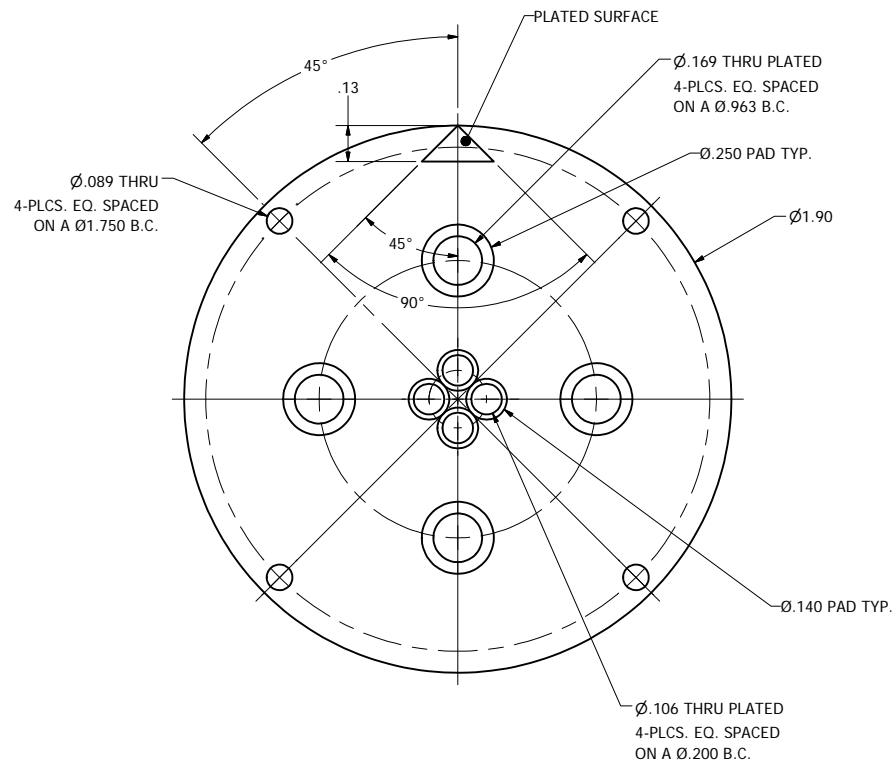 PLATED SURFACE
45°
.13
Ø.169 THRU PLATED
4-PLCS. EQ. SPACED
ON A Ø.963 B.C.
Ø.250 PAD TYP.
Ø.089 THRU
4-PLCS. EQ. SPACED
ON A Ø1.750 B.C.
Ø1.90
45°
90°
Ø.140 PAD TYP.
Ø.106 THRU PLATED
4-PLCS. EQ. SPACED
ON A Ø.200 B.C.